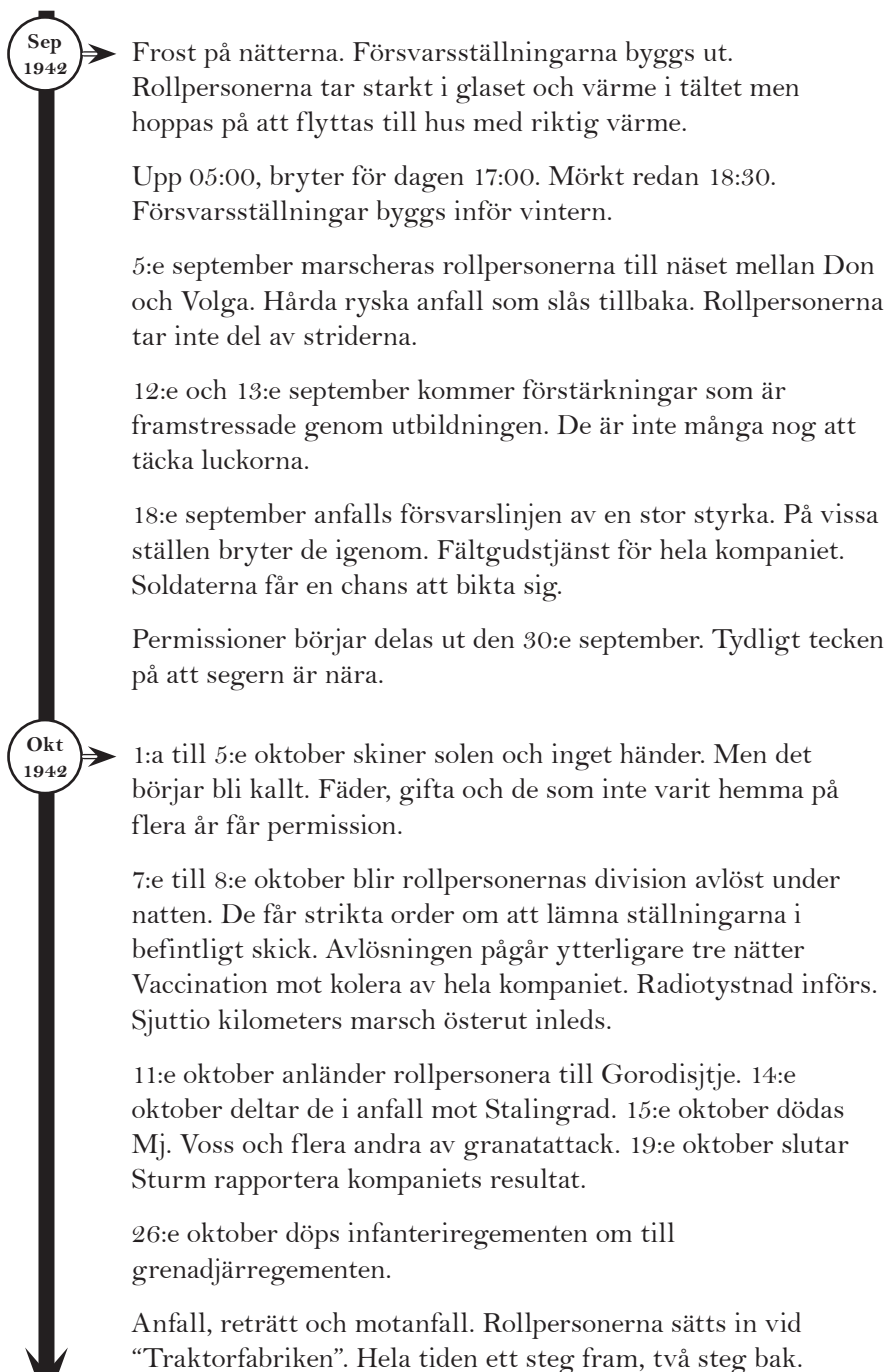 Sep
1942
Frost på nätterna. Försvarsställningarna byggs ut.
Rollpersonerna tar starkt i glaset och värme i tältet men
hoppas på att flyttas till hus med riktig värme.
Upp 05:00, bryter för dagen 17:00. Mörkt redan 18:30.
Försvarsställningar byggs inför vintern.
5:e september marscheras rollpersonerna till näset mellan Don
och Volga. Hårda ryska anfall som slås tillbaka. Rollpersonerna
tar inte del av striderna.
12:e och 13:e september kommer förstärkningar som är
framstressade genom utbildningen. De är inte många nog att
täcka luckorna.
18:e september anfalls försvarslinjen av en stor styrka. På vissa
ställen bryter de igenom. Fältgudstjänst för hela kompaniet.
Soldaterna får en chans att bikta sig.
Permissioner börjar delas ut den 30:e september. Tydligt tecken
på att segern är nära.
Okt
1942
1:a till 5:e oktober skiner solen och inget händer. Men det
börjar bli kallt. Fäder, gifta och de som inte varit hemma på
flera år får permission.
7:e till 8:e oktober blir rollpersonernas division avlöst under
natten. De får strikta order om att lämna ställningarna i
befintligt skick. Avlösningen pågår ytterligare tre nätter
Vaccination mot kolera av hela kompaniet. Radiotystnad införs.
Sjuttio kilometers marsch österut inleds.
11:e oktober anländer rollpersonera till Gorodisjtje. 14:e
oktober deltar de i anfall mot Stalingrad. 15:e oktober dödas
Mj. Voss och flera andra av granatattack. 19:e oktober slutar
Sturm rapportera kompaniets resultat.
26:e oktober döps infanteriregementen om till
grenadjärregementen.
Anfall, reträtt och motanfall. Rollpersonerna sätts in vid
“Traktorfabriken”. Hela tiden ett steg fram, två steg bak.